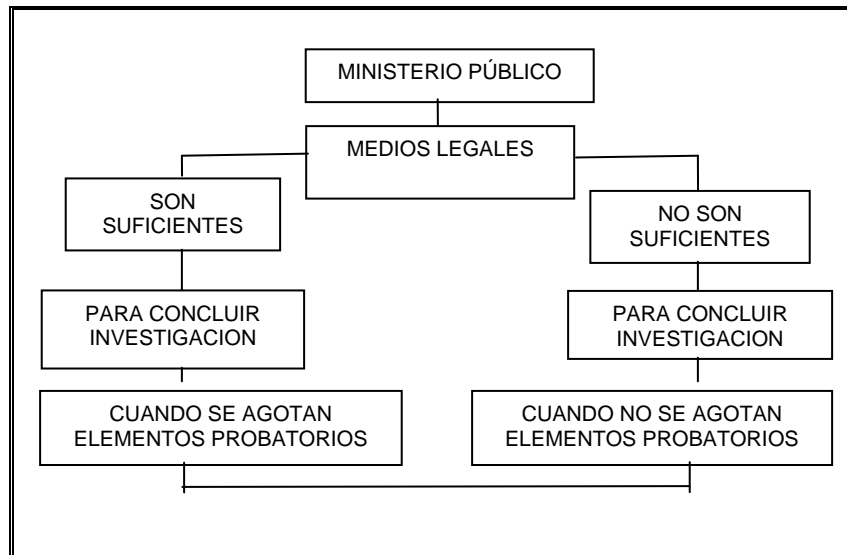 MINISTERIO PÚBLICO
MEDIOS LEGALES
SON
SUFICIENTES
NO SON
SUFICIENTES
PARA CONCLUIR
INVESTIGACION
PARA CONCLUIR
INVESTIGACION
CUANDO SE AGOTAN
ELEMENTOS PROBATORIOS
CUANDO NO SE AGOTAN
ELEMENTOS PROBATORIOS